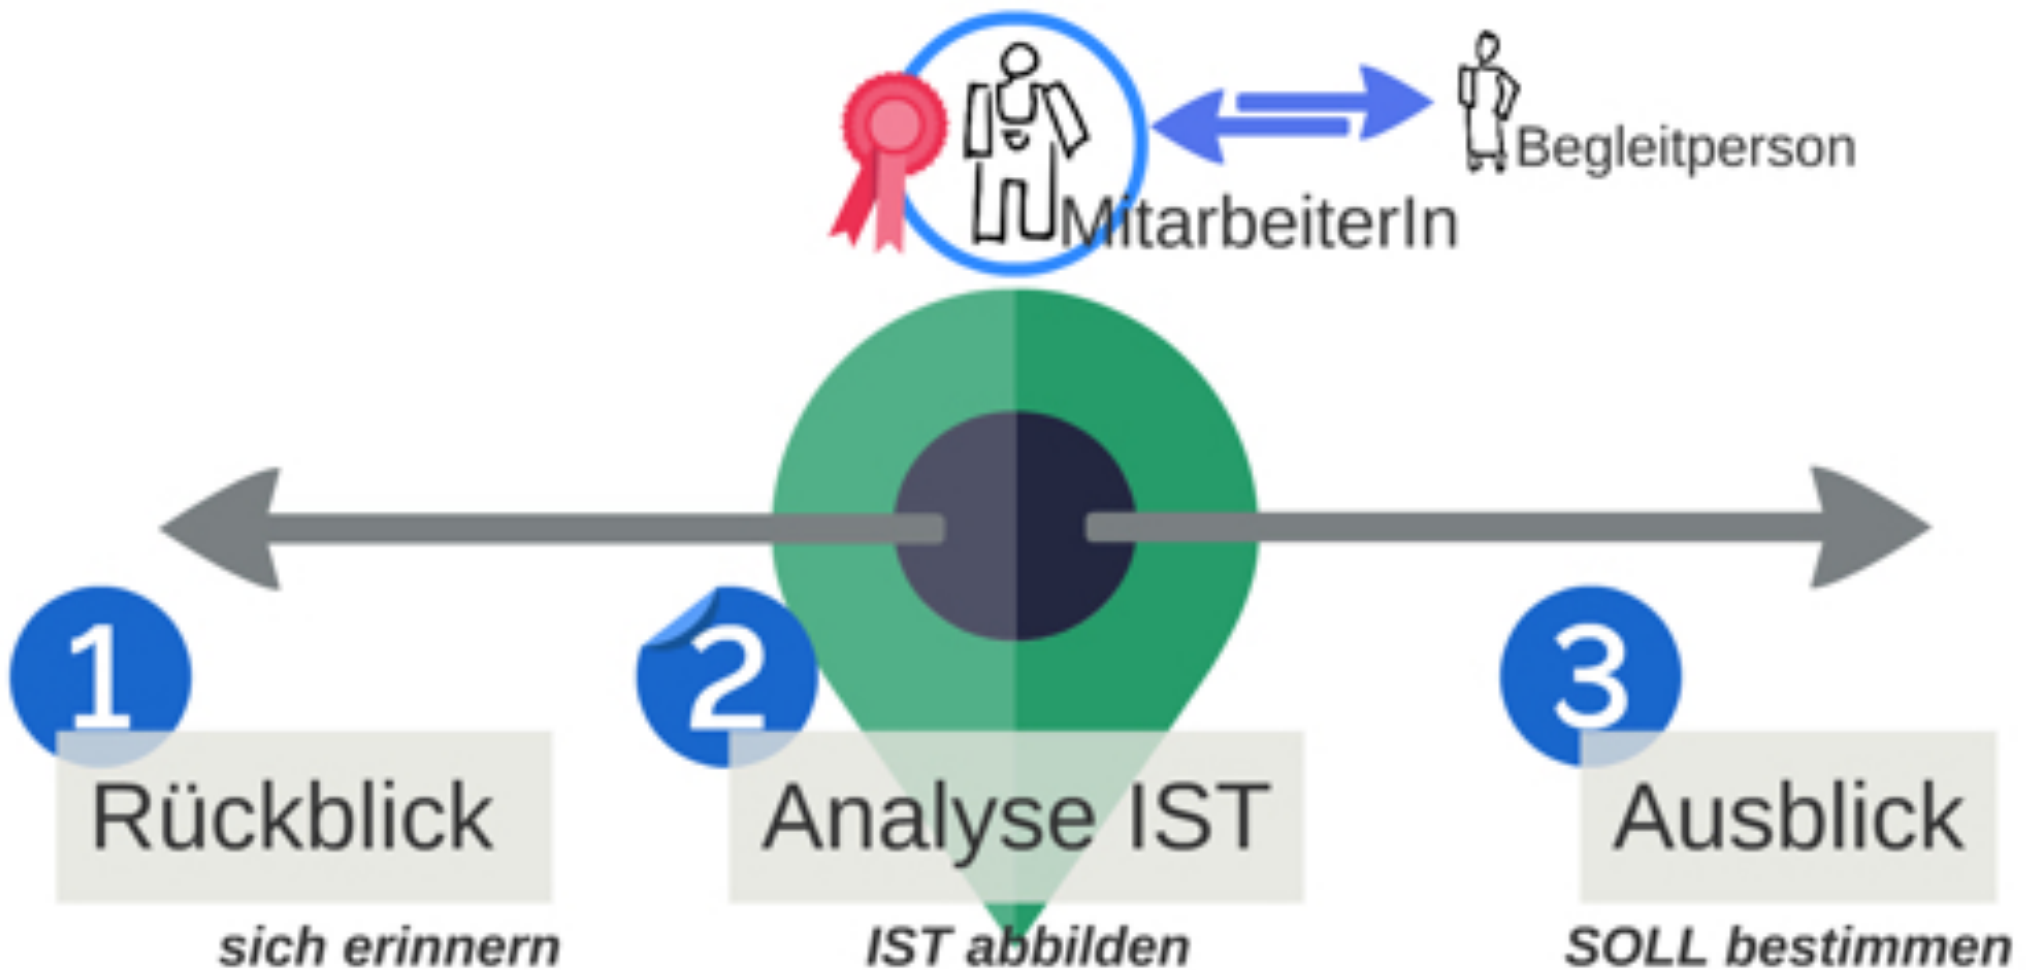 Begleitperson
MitarbeiterIn
1
2
3
Rückblick
Analyse IST
Ausblick
sich erinnern
IST abbilden
SOLL bestimmen